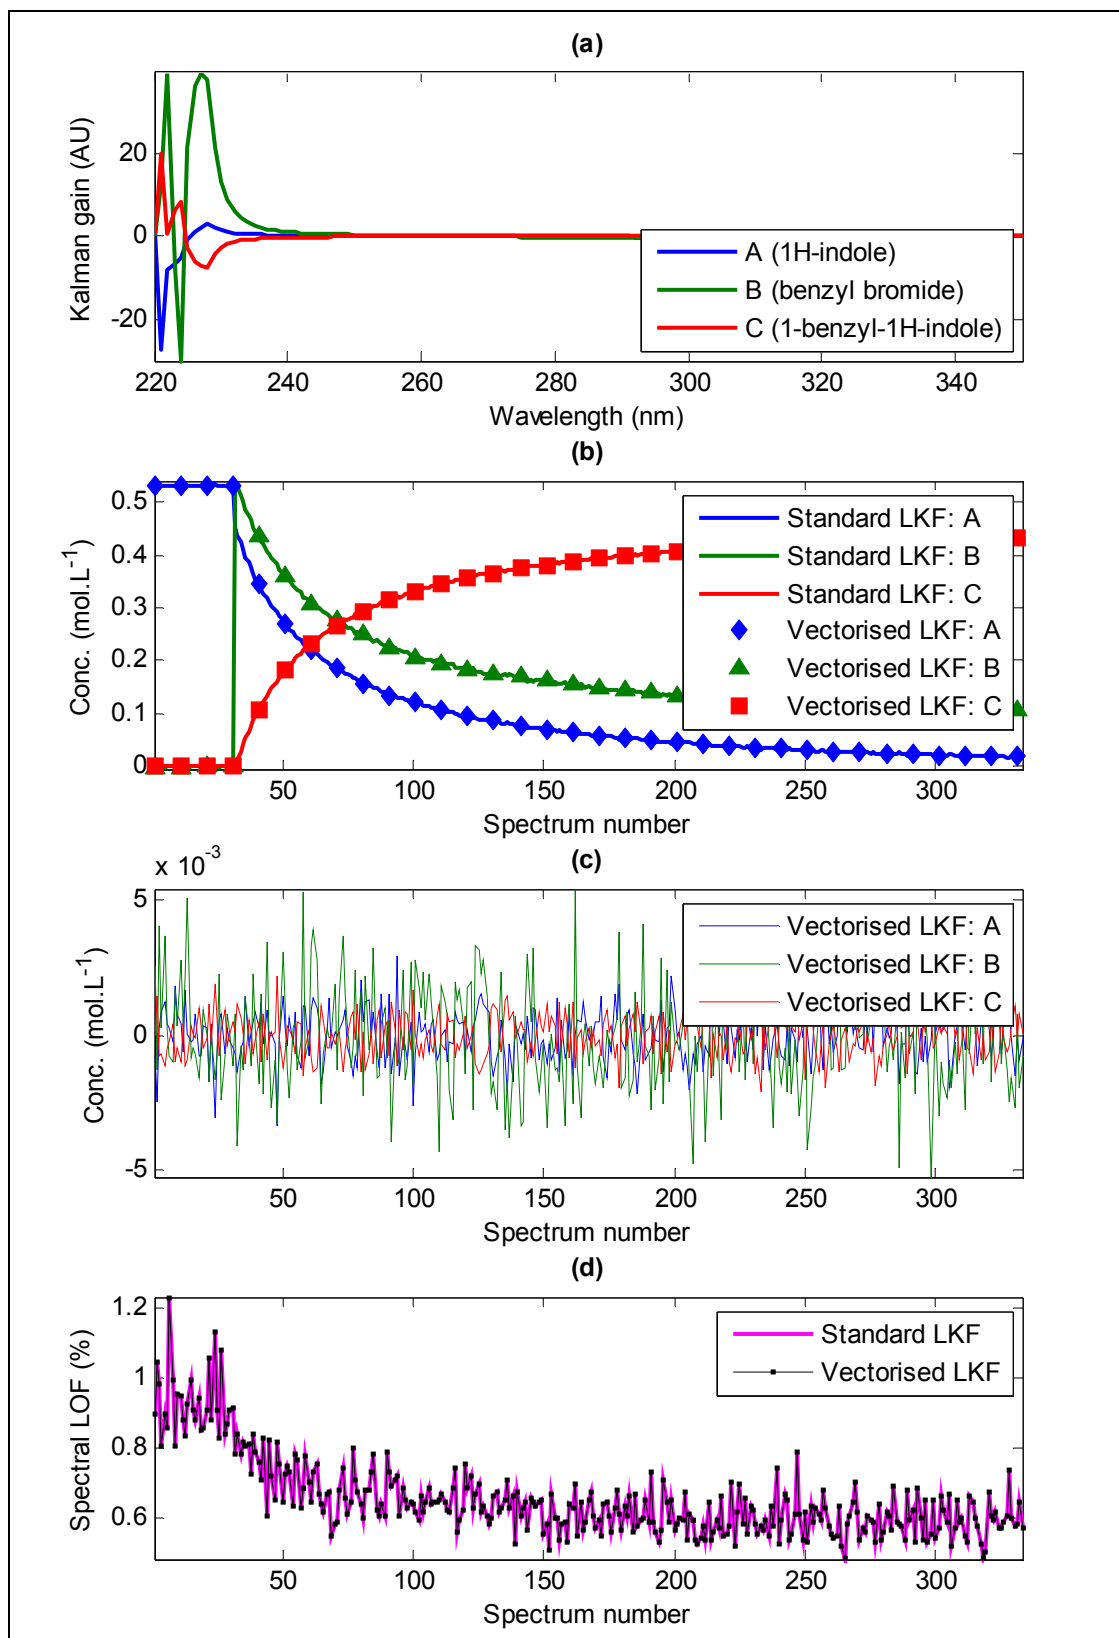 (a)
Kalman gain (AU)
20
0
-20
A (1H-indole)
B (benzyl bromide)
C (1-benzyl-1H-indole)
220 240 260 280 300 320 340
Wavelength (nm)
(b)
Conc. (mol.L⁻¹)
0.5
0.4
0.3
0.2
0.1
0
Standard LKF: A
Standard LKF: B
Standard LKF: C
Vectorised LKF: A
Vectorised LKF: B
Vectorised LKF: C
50 100 150 200 250 300
Spectrum number
(c)
x 10⁻³
Conc. (mol.L⁻¹)
5
0
-5
Vectorised LKF: A
Vectorised LKF: B
Vectorised LKF: C
50 100 150 200 250 300
Spectrum number
(d)
Spectral LOF (%)
1.2
1
0.8
0.6
Standard LKF
Vectorised LKF
50 100 150 200 250 300
Spectrum number